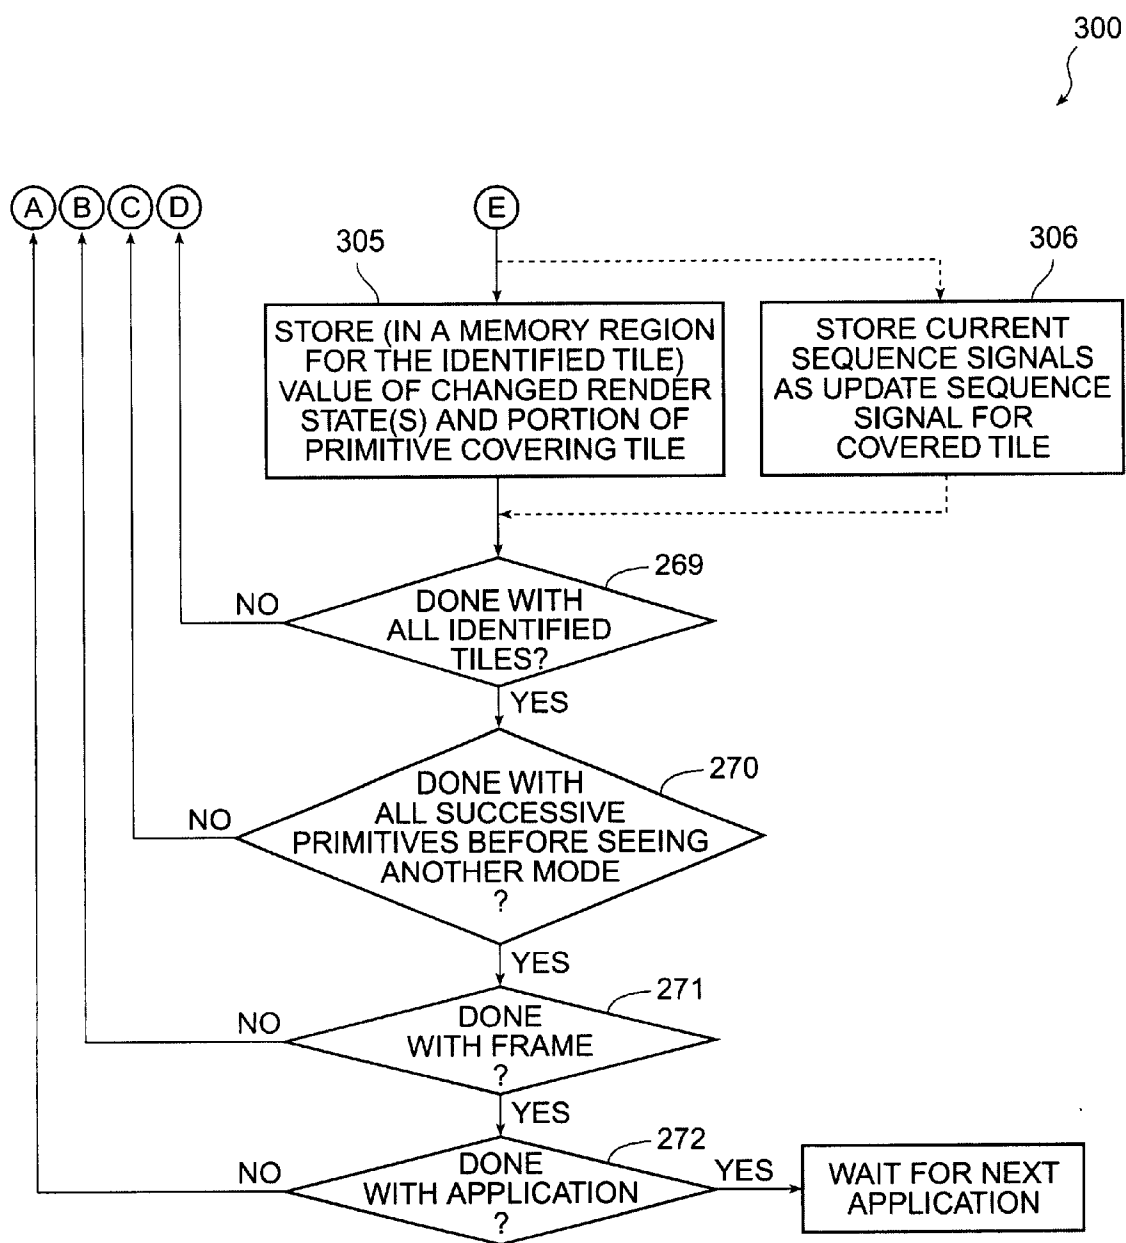 300
A B C D E
305
306
STORE (IN A MEMORY REGION
FOR THE IDENTIFIED TILE)
VALUE OF CHANGED RENDER
STATE(S) AND PORTION OF
PRIMITIVE COVERING TILE
STORE CURRENT
SEQUENCE SIGNALS
AS UPDATE SEQUENCE
SIGNAL FOR
COVERED TILE
269
NO
DONE WITH
ALL IDENTIFIED
TILES?
YES
270
NO
DONE WITH
ALL SUCCESSIVE
PRIMITIVES BEFORE SEEING
ANOTHER MODE
?
YES
271
NO
DONE
WITH FRAME
?
YES
272
NO
DONE
WITH APPLICATION
?
YES
WAIT FOR NEXT
APPLICATION